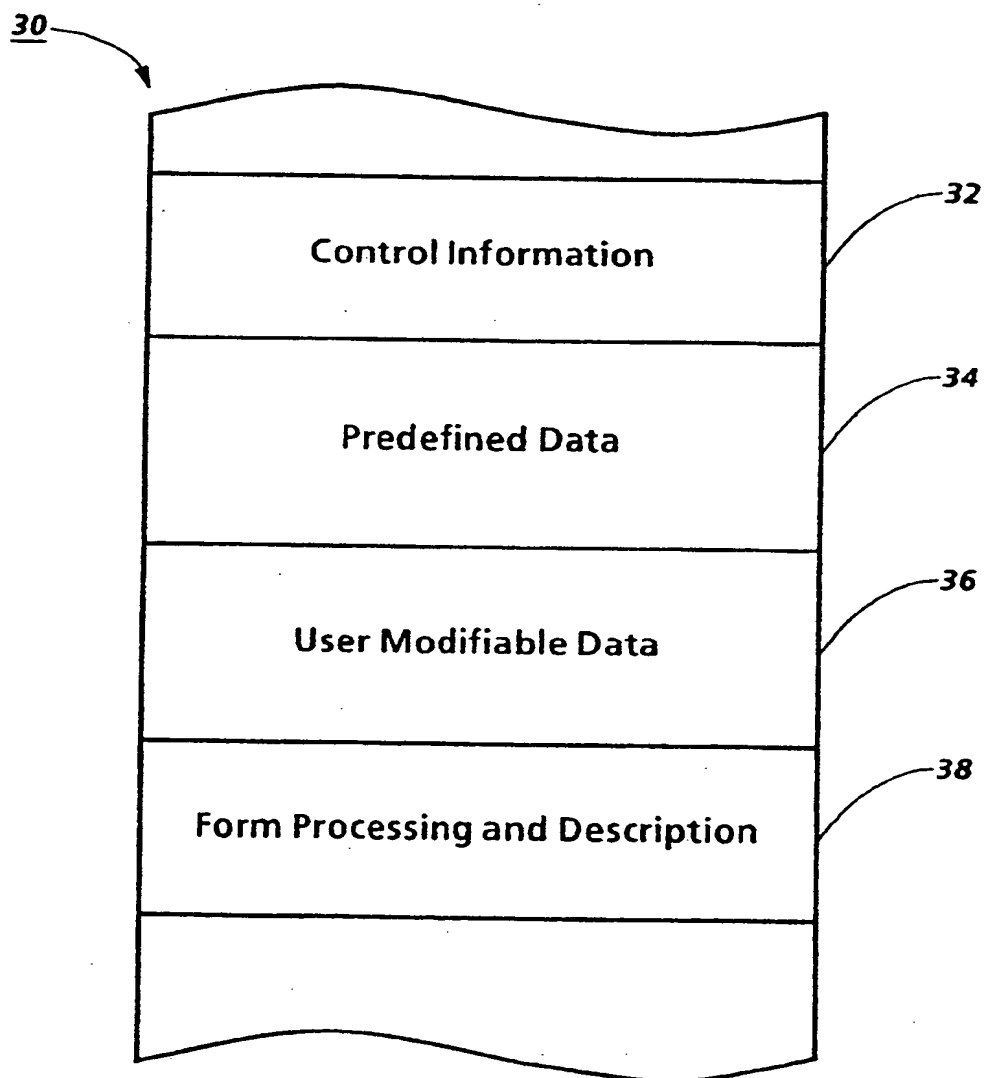 30
Control Information
32
Predefined Data
34
User Modifiable Data
36
Form Processing and Description
38